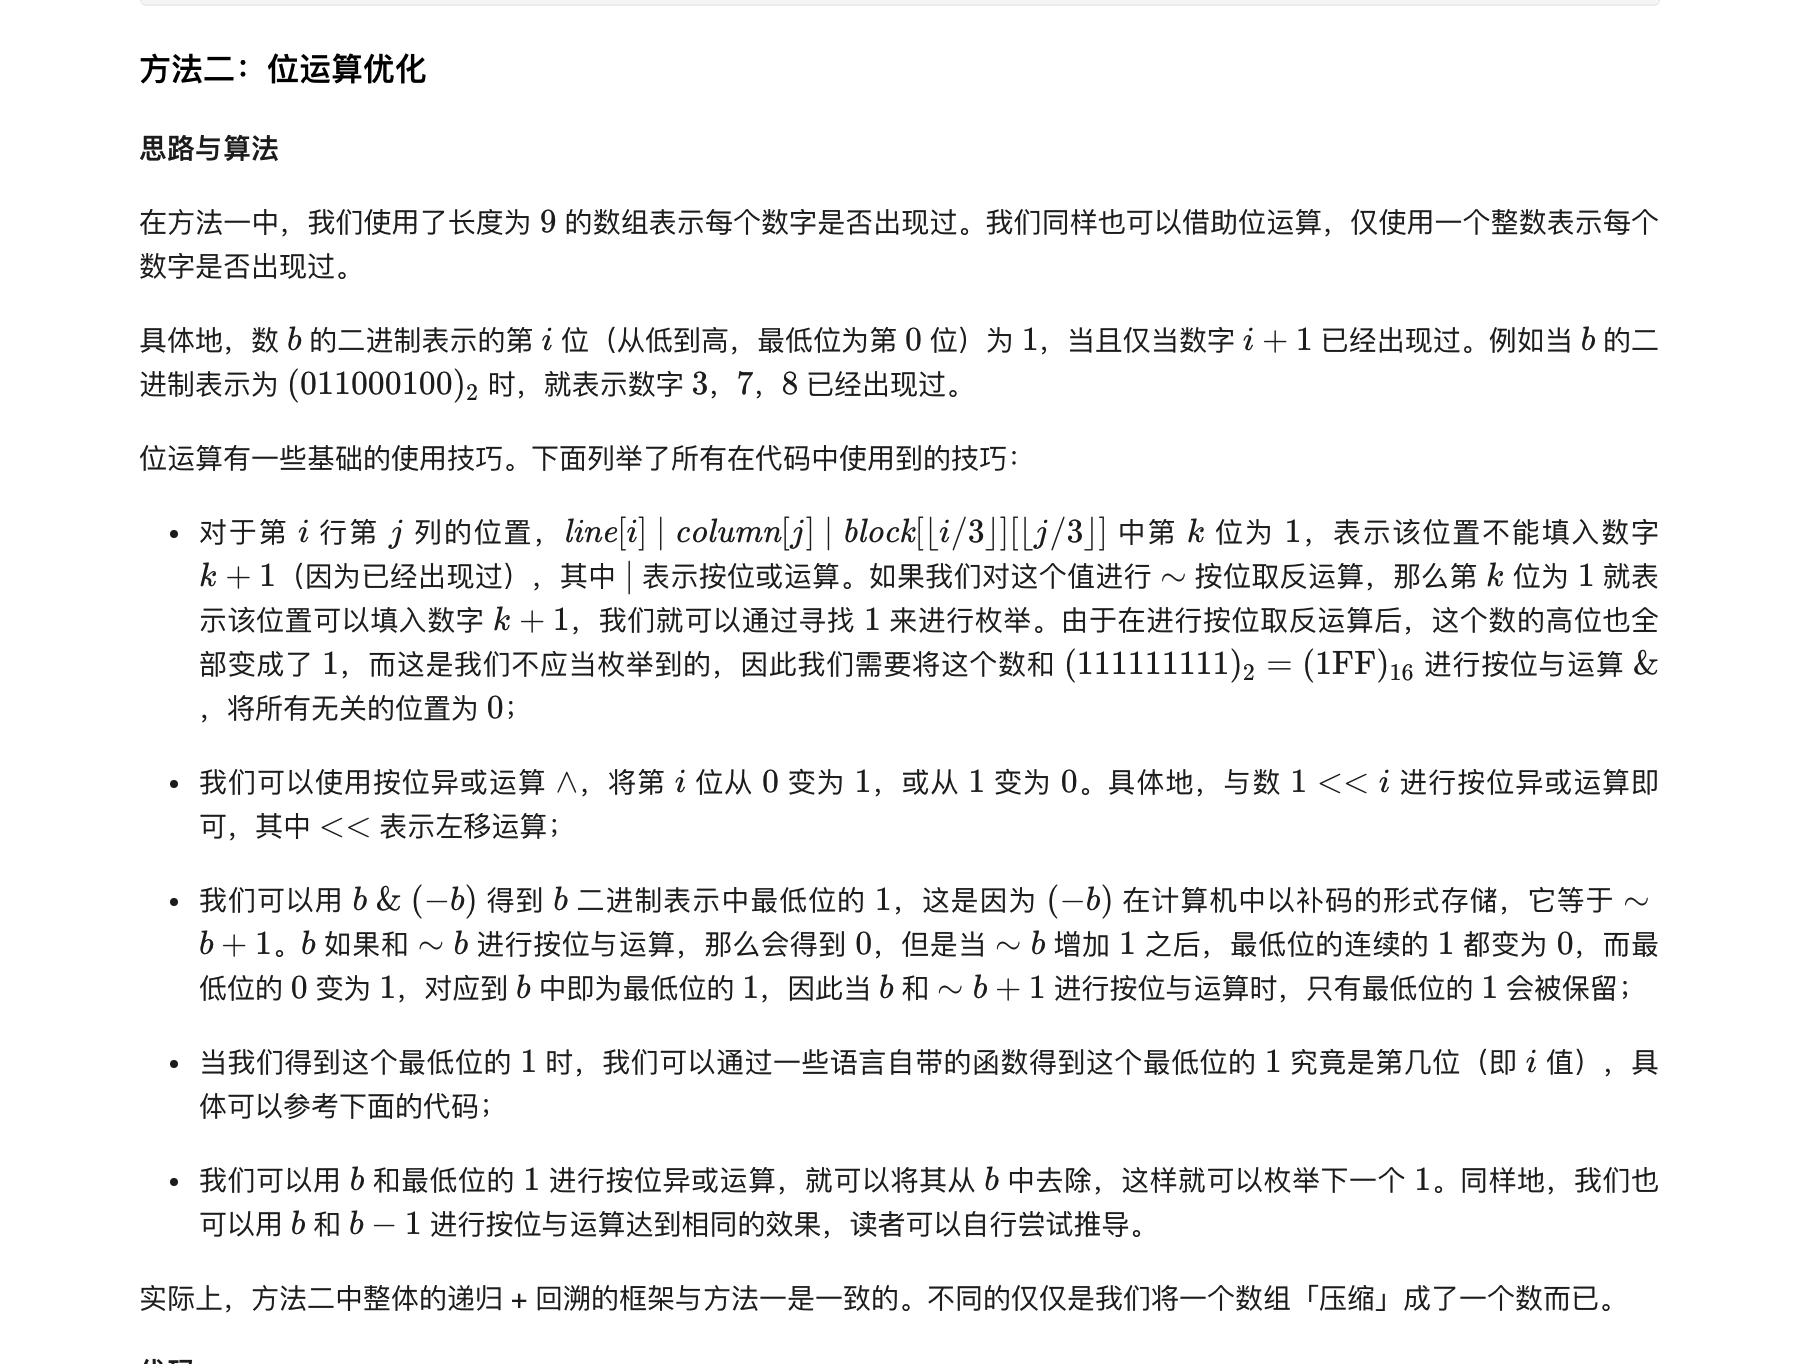 方法二：位运算优化
思路与算法
在方法一中，我们使用了长度为 9 的数组表示每个数字是否出现过。我们同样也可以借助位运算，仅使用一个整数表示每个
数字是否出现过。
具体地，数 b 的二进制表示的第 i 位（从低到高，最低位为第 0 位）为 1，当且仅当数字 i + 1 已经出现过。例如当 b 的二
进制表示为 (011000100)₂ 时，就表示数字 3，7，8 已经出现过。
位运算有一些基础的使用技巧。下面列举了所有在代码中使用到的技巧：
• 对于第 i 行第 j 列的位置，line[i] | column[j] | block[⌊i/3⌋][⌊j/3⌋] 中第 k 位为 1，表示该位置不能填入数字
k + 1（因为已经出现过），其中 | 表示按位或运算。如果我们对这个值进行 ∼ 按位取反运算，那么第 k 位为 1 就表
示该位置可以填入数字 k + 1，我们就可以通过寻找 1 来进行枚举。由于在进行按位取反运算后，这个数的高位也全
部变成了 1，而这是我们不应当枚举到的，因此我们需要将这个数和 (111111111)₂ = (1FF)₁₆ 进行按位与运算 &
，将所有无关的位置为 0；
• 我们可以使用按位异或运算 ∧，将第 i 位从 0 变为 1，或从 1 变为 0。具体地，与数 1 << i 进行按位异或运算即
可，其中 << 表示左移运算；
• 我们可以用 b & (−b) 得到 b 二进制表示中最低位的 1，这是因为 (−b) 在计算机中以补码的形式存储，它等于 ∼
b + 1。b 如果和 ∼ b 进行按位与运算，那么会得到 0，但是当 ∼ b 增加 1 之后，最低位的连续的 1 都变为 0，而最
低位的 0 变为 1，对应到 b 中即为最低位的 1，因此当 b 和 ∼ b + 1 进行按位与运算时，只有最低位的 1 会被保留；
• 当我们得到这个最低位的 1 时，我们可以通过一些语言自带的函数得到这个最低位的 1 究竟是第几位（即 i 值），具
体可以参考下面的代码；
• 我们可以用 b 和最低位的 1 进行按位异或运算，就可以将其从 b 中去除，这样就可以枚举下一个 1。同样地，我们也
可以用 b 和 b − 1 进行按位与运算达到相同的效果，读者可以自行尝试推导。
实际上，方法二中整体的递归 + 回溯的框架与方法一是一致的。不同的仅仅是我们将一个数组「压缩」成了一个数而已。